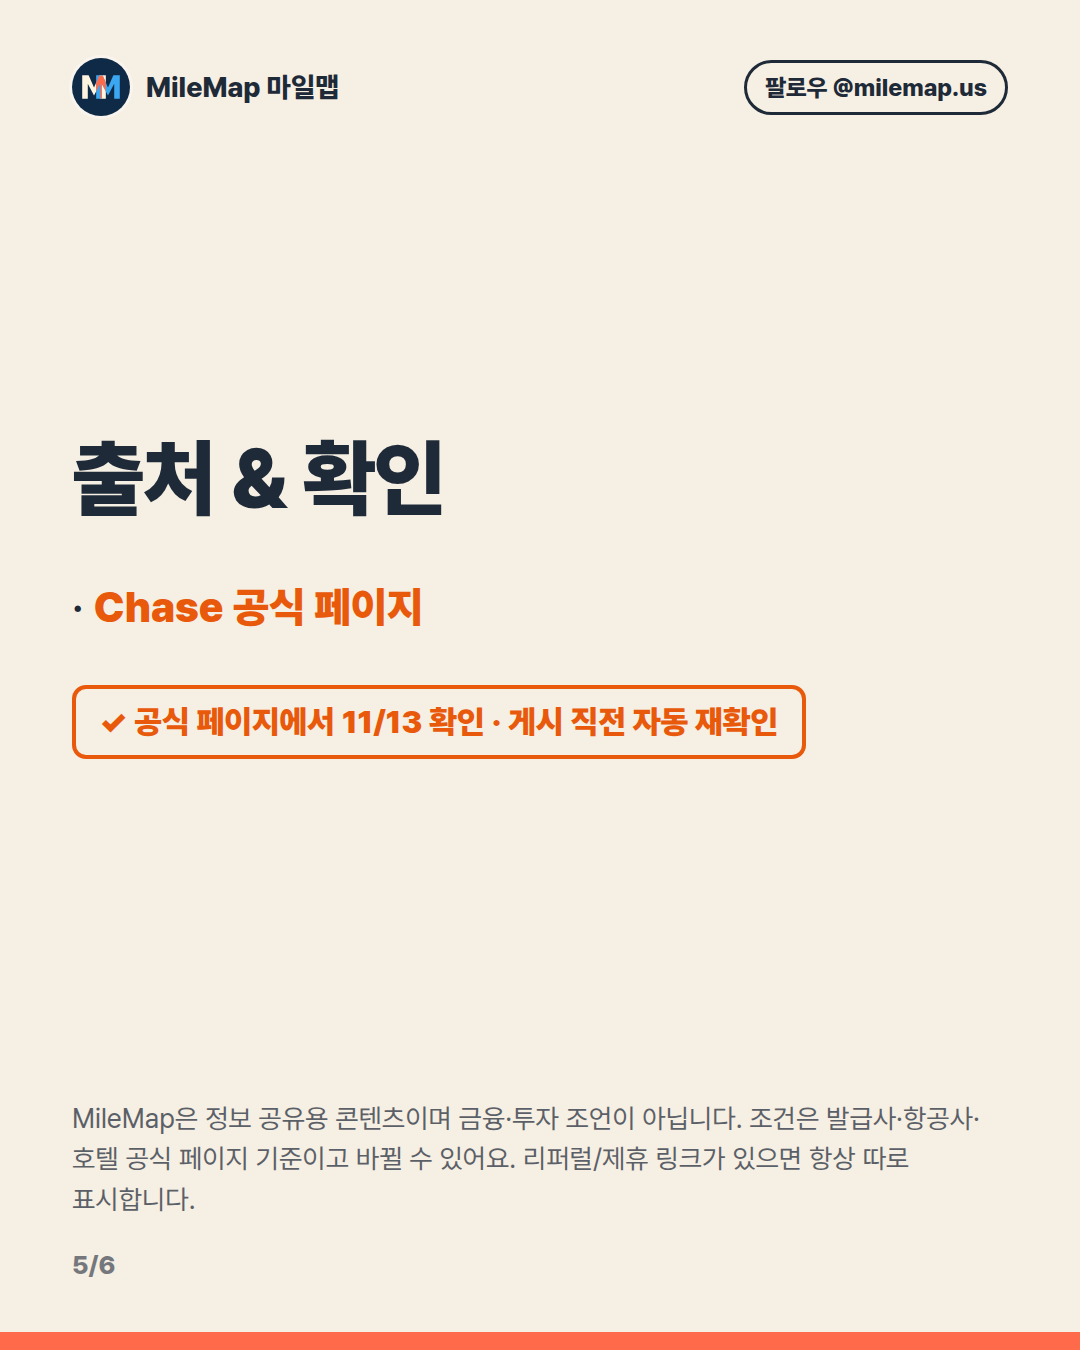 MM MileMap 마일맵
팔로우 @milemap.us
출처 & 확인
· Chase 공식 페이지
✓ 공식 페이지에서 11/13 확인 · 게시 직전 자동 재확인
MileMap은 정보 공유용 콘텐츠이며 금융·투자 조언이 아닙니다. 조건은 발급사·항공사·
호텔 공식 페이지 기준이고 바뀔 수 있어요. 리퍼럴/제휴 링크가 있으면 항상 따로
표시합니다.
5/6